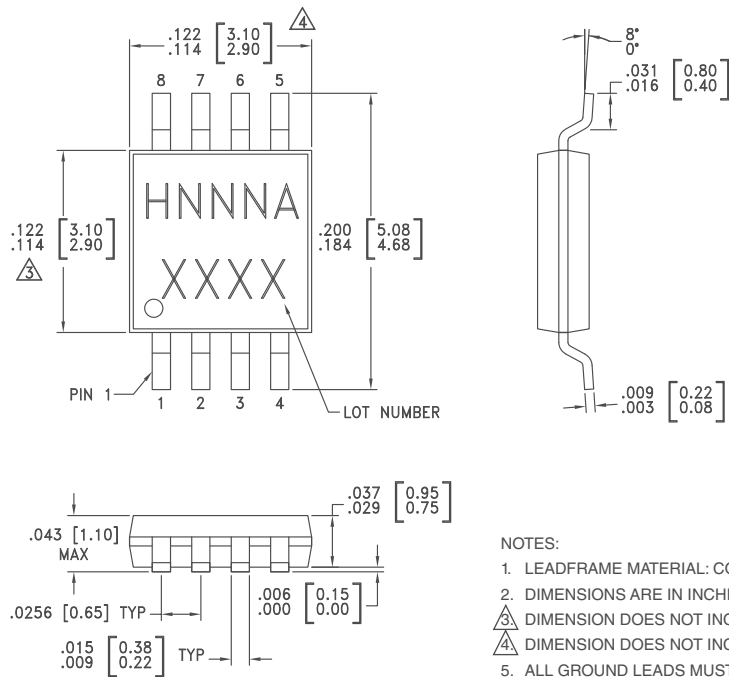 .122 [3.10]
.114 [2.90]
4
8 7 6 5
HNNNA
XXXX
.122 [3.10]
.114 [2.90]
3
.200 [5.08]
.184 [4.68]
PIN 1
1 2 3 4
LOT NUMBER
8°
0°
.031 [0.80]
.016 [0.40]
.009 [0.22]
.003 [0.08]
.043 [1.10]
MAX
.037 [0.95]
.029 [0.75]
.0256 [0.65] TYP
.006 [0.15]
.000 [0.00]
.015 [0.38]
.009 [0.22]
TYP
NOTES:
1. LEADFRAME MATERIAL:
2. DIMENSIONS ARE IN
3. DIMENSION DOES NOT
4. DIMENSION DOES NOT
5. ALL GROUND LEADS MUST